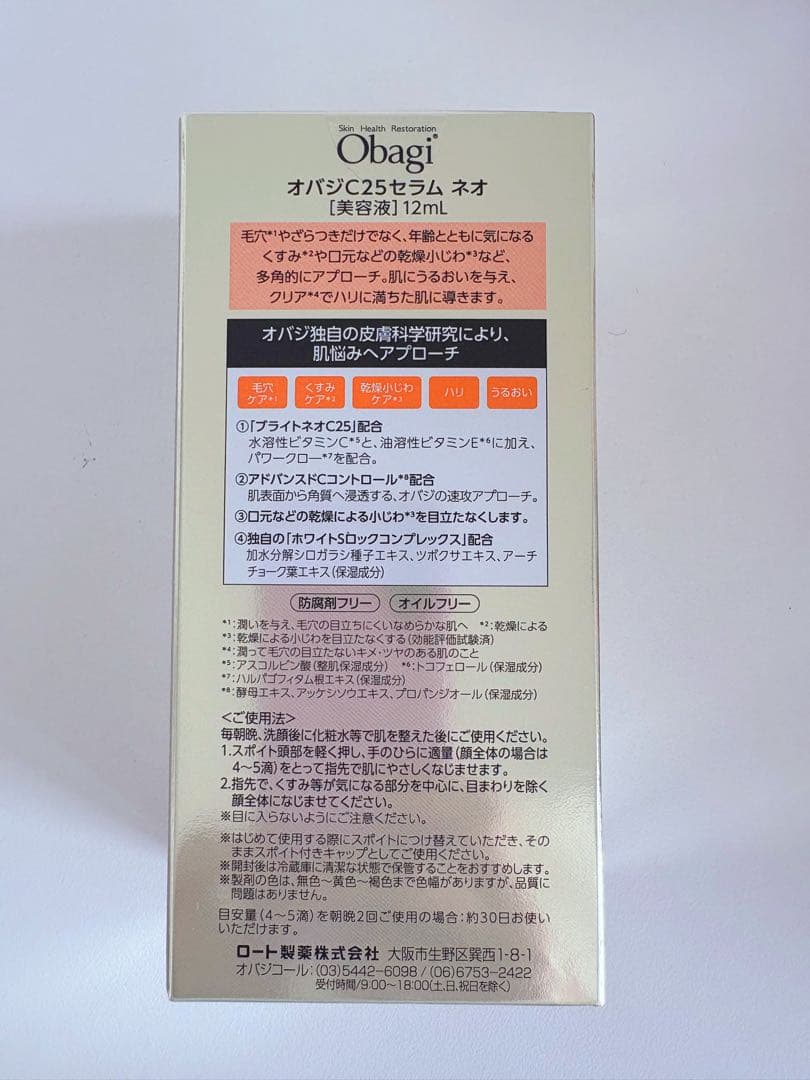 Skin Health Restoration
Obagi®
オバジC25セラム ネオ
[美容液]12mL
毛穴*1やざらつきだけでなく、年齢とともに気になる
くすみ*2や口元などの乾燥小じわ*3など、
多角的にアプローチ。肌にうるおいを与え、
クリア*4でハリに満ちた肌に導きます。
オバジ独自の皮膚科学研究により、
肌悩みへアプローチ
毛穴ケア*1 くすみケア*2 乾燥小じわケア*3 ハリ うるおい
①「ブライトネオC25」配合
水溶性ビタミンC*5と、油溶性ビタミンE*6に加え、
パワークロー*7を配合。
②アドバンスドCコントロール*8配合
肌表面から角質へ浸透する、オバジの速攻アプローチ。
③口元などの乾燥による小じわ*3を目立たなくします。
④独自の「ホワイトSロックコンプレックス」配合
加水分解シロガラシ種子エキス、ツボクサエキス、アーチ
チョーク葉エキス(保湿成分)
防腐剤フリー オイルフリー
*1:潤いを与え、毛穴の目立ちにくいなめらかな肌へ *2:乾燥による
*3:乾燥による小じわを目立たなくする(効能評価試験済)
*4:潤って毛穴の目立たないキメ・ツヤのある肌のこと
*5:アスコルビン酸(整肌保湿成分) *6:トコフェロール(保湿成分)
*7:ハルパゴフィタム根エキス(保湿成分)
*8:酵母エキス、アッケシソウエキス、プロパンジオール(保湿成分)
<ご使用法>
毎朝晩、洗顔後に化粧水等で肌を整えた後にご使用ください。
1.スポイト頭部を軽く押し、手のひらに適量(顔全体の場合は
4〜5滴)をとって指先で肌にやさしくなじませます。
2.指先で、くすみ等が気になる部分を中心に、目まわりを除く
顔全体になじませてください。
※目に入らないようにご注意ください。
※はじめて使用する際にスポイトにつけ替えていただき、その
ままスポイト付きキャップとしてご使用ください。
※開封後は冷蔵庫に清潔な状態で保管することをおすすめします。
※製剤の色は、無色〜黄色〜褐色まで色幅がありますが、品質に
問題はありません。
目安量(4〜5滴)を朝晩2回ご使用の場合:約30日お使い
いただけます。
ロート製薬株式会社 大阪市生野区巽西1-8-1
オバジコール:(03)5442-6098/(06)6753-2422
受付時間/9:00〜18:00(土、日、祝日を除く)